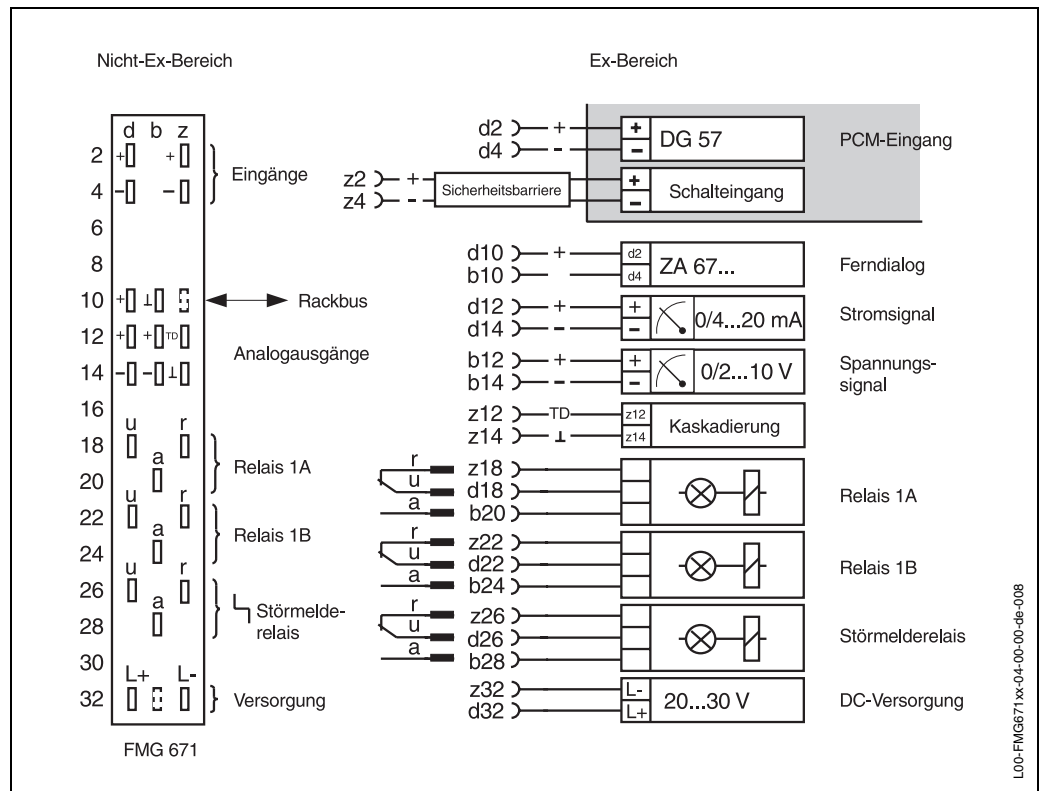 Nicht-Ex-Bereich
Ex-Bereich
d b z
2 + +
4 – –
Eingänge
6
8
10 + ⊥
Rackbus
12 + + TD
14 – – ⊥
Analogausgänge
16
u r
18
a
20
Relais 1A
u r
22
a
24
Relais 1B
u r
26
a
28
Störmelde-
relais
30
L+ L-
32
Versorgung
FMG 671
d2 + + DG 57 PCM-Eingang
d4 - –
z2 + Sicherheitsbarriere + Schalteingang
z4 - –
d10 + d2 ZA 67... Ferndialog
b10 d4
d12 + + 0/4...20 mA Stromsignal
d14 – –
b12 + + 0/2...10 V Spannungs-
signal
b14 – –
z12 TD z12 Kaskadierung
z14 ⊥ z14
r z18
u d18 Relais 1A
a b20
r z22
u d22 Relais 1B
a b24
r z26
u d26 Störmelderelais
a b28
z32 L- 20...30 V DC-Versorgung
d32 L+
L00-FMG671xx-04-00-00-de-008